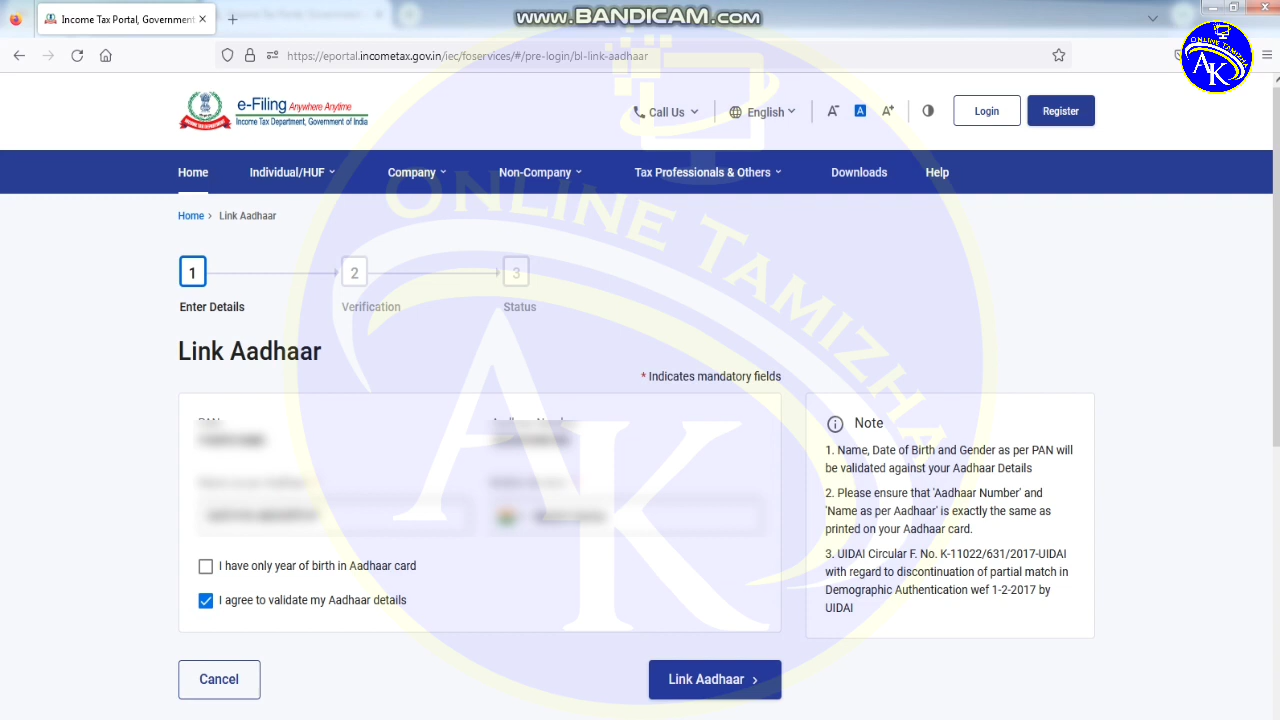 www.BANDICAM.com
Income Tax Portal, Government
https://eportal.incometax.gov.in/iec/foservices/#/pre-login/bl-link-aadhaar
ONLINE TAMIZHA
AK
e-Filing Anywhere Anytime
Income Tax Department, Government of India
Call Us
English
A-
A
A+
Login
Register
Home
Individual/HUF
Company
Non-Company
Tax Professionals & Others
Downloads
Help
Home > Link Aadhaar
1
2
3
Enter Details
Verification
Status
Link Aadhaar
* Indicates mandatory fields
I have only year of birth in Aadhaar card
I agree to validate my Aadhaar details
Note
1. Name, Date of Birth and Gender as per PAN will
be validated against your Aadhaar Details
2. Please ensure that 'Aadhaar Number' and
'Name as per Aadhaar' is exactly the same as
printed on your Aadhaar card.
3. UIDAI Circular F. No. K-11022/631/2017-UIDAI
with regard to discontinuation of partial match in
Demographic Authentication wef 1-2-2017 by
UIDAI
Cancel
Link Aadhaar >
ONLINE TAMIZHA
AK